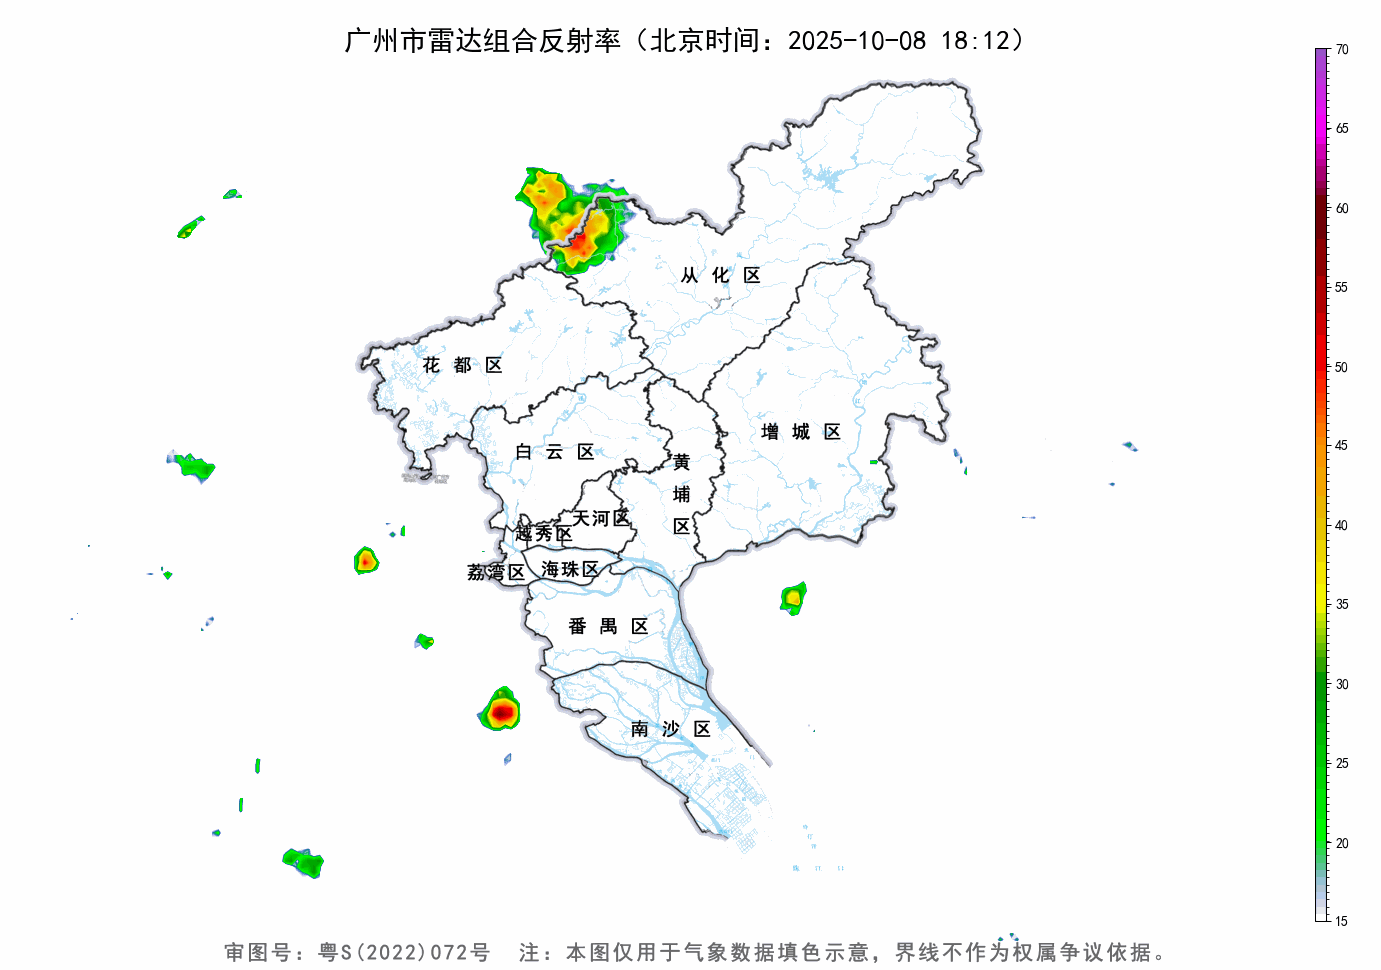 广州市雷达组合反射率（北京时间：2025-10-08 18:12）
70
65
60
55
50
45
40
35
30
25
20
15
从化区
花都区
增城区
白云区
黄埔区
天河区
越秀区
荔湾区
海珠区
番禺区
南沙区
审图号：粤S(2022)072号 注：本图仅用于气象数据填色示意，界线不作为权属争议依据。